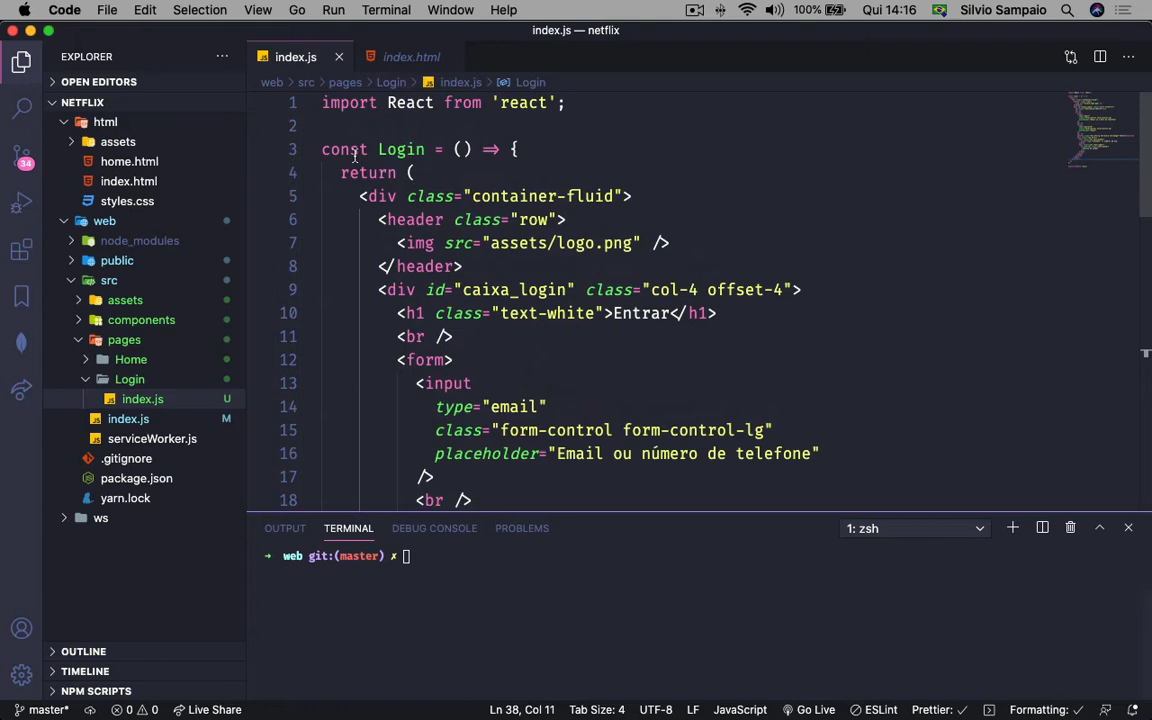 Code File Edit Selection View Go Run Terminal Window Help 100% Qui 14:16 Silvio Sampaio
index.js — netflix
EXPLORER
OPEN EDITORS
NETFLIX
html
assets
home.html
index.html
styles.css
web
node_modules
public
src
assets
components
pages
Home
Login
index.js U
index.js M
serviceWorker.js
.gitignore
package.json
yarn.lock
ws
OUTLINE
TIMELINE
NPM SCRIPTS
34
index.js index.html
web > src > pages > Login > index.js > Login
1 import React from 'react';
2
3 const Login = () => {
4 return (
5 <div class="container-fluid">
6 <header class="row">
7 <img src="assets/logo.png" />
8 </header>
9 <div id="caixa_login" class="col-4 offset-4">
10 <h1 class="text-white">Entrar</h1>
11 <br />
12 <form>
13 <input
14 type="email"
15 class="form-control form-control-lg"
16 placeholder="Email ou número de telefone"
17 />
18 <br />
OUTPUT TERMINAL DEBUG CONSOLE PROBLEMS 1: zsh
→ web git:(master) ✗
master* 0 0 Live Share Ln 38, Col 11 Tab Size: 4 UTF-8 LF JavaScript Go Live ESLint Prettier: ✓ Formatting: ✓